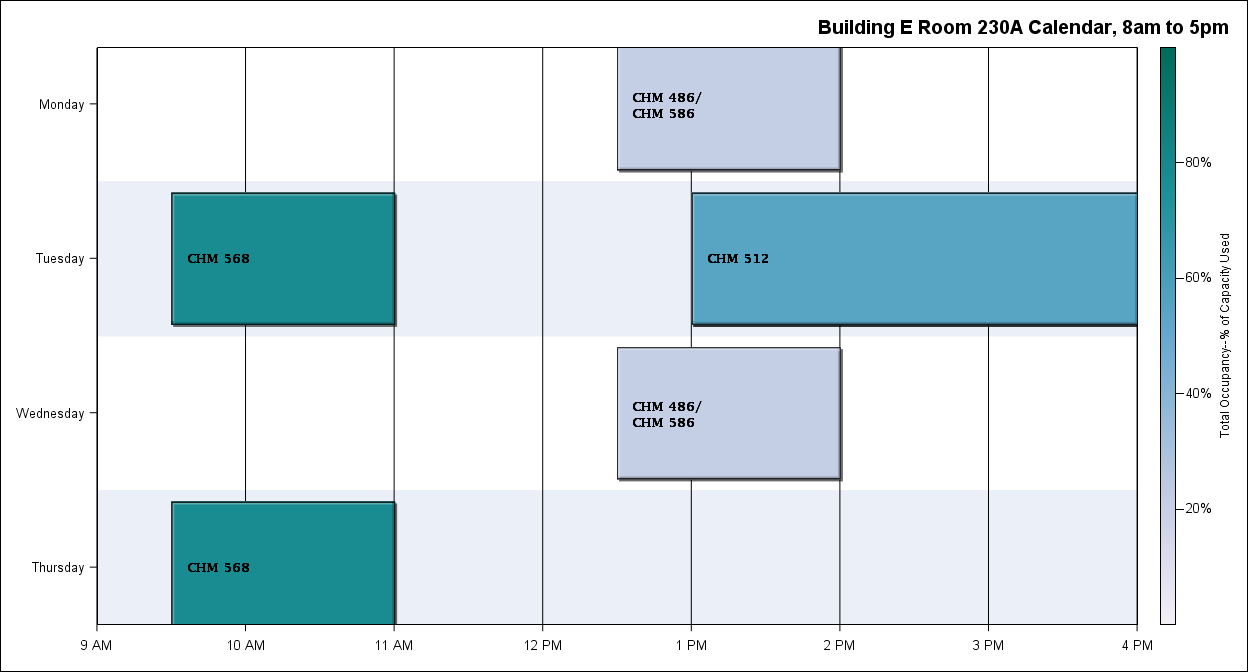 Building E Room 230A Calendar, 8am to 5pm
Monday
CHM 486/
CHM 586
Tuesday
CHM 568
CHM 512
Wednesday
CHM 486/
CHM 586
Thursday
CHM 568
9 AM
10 AM
11 AM
12 PM
1 PM
2 PM
3 PM
4 PM
80%
60%
40%
20%
Total Occupancy--% of Capacity Used